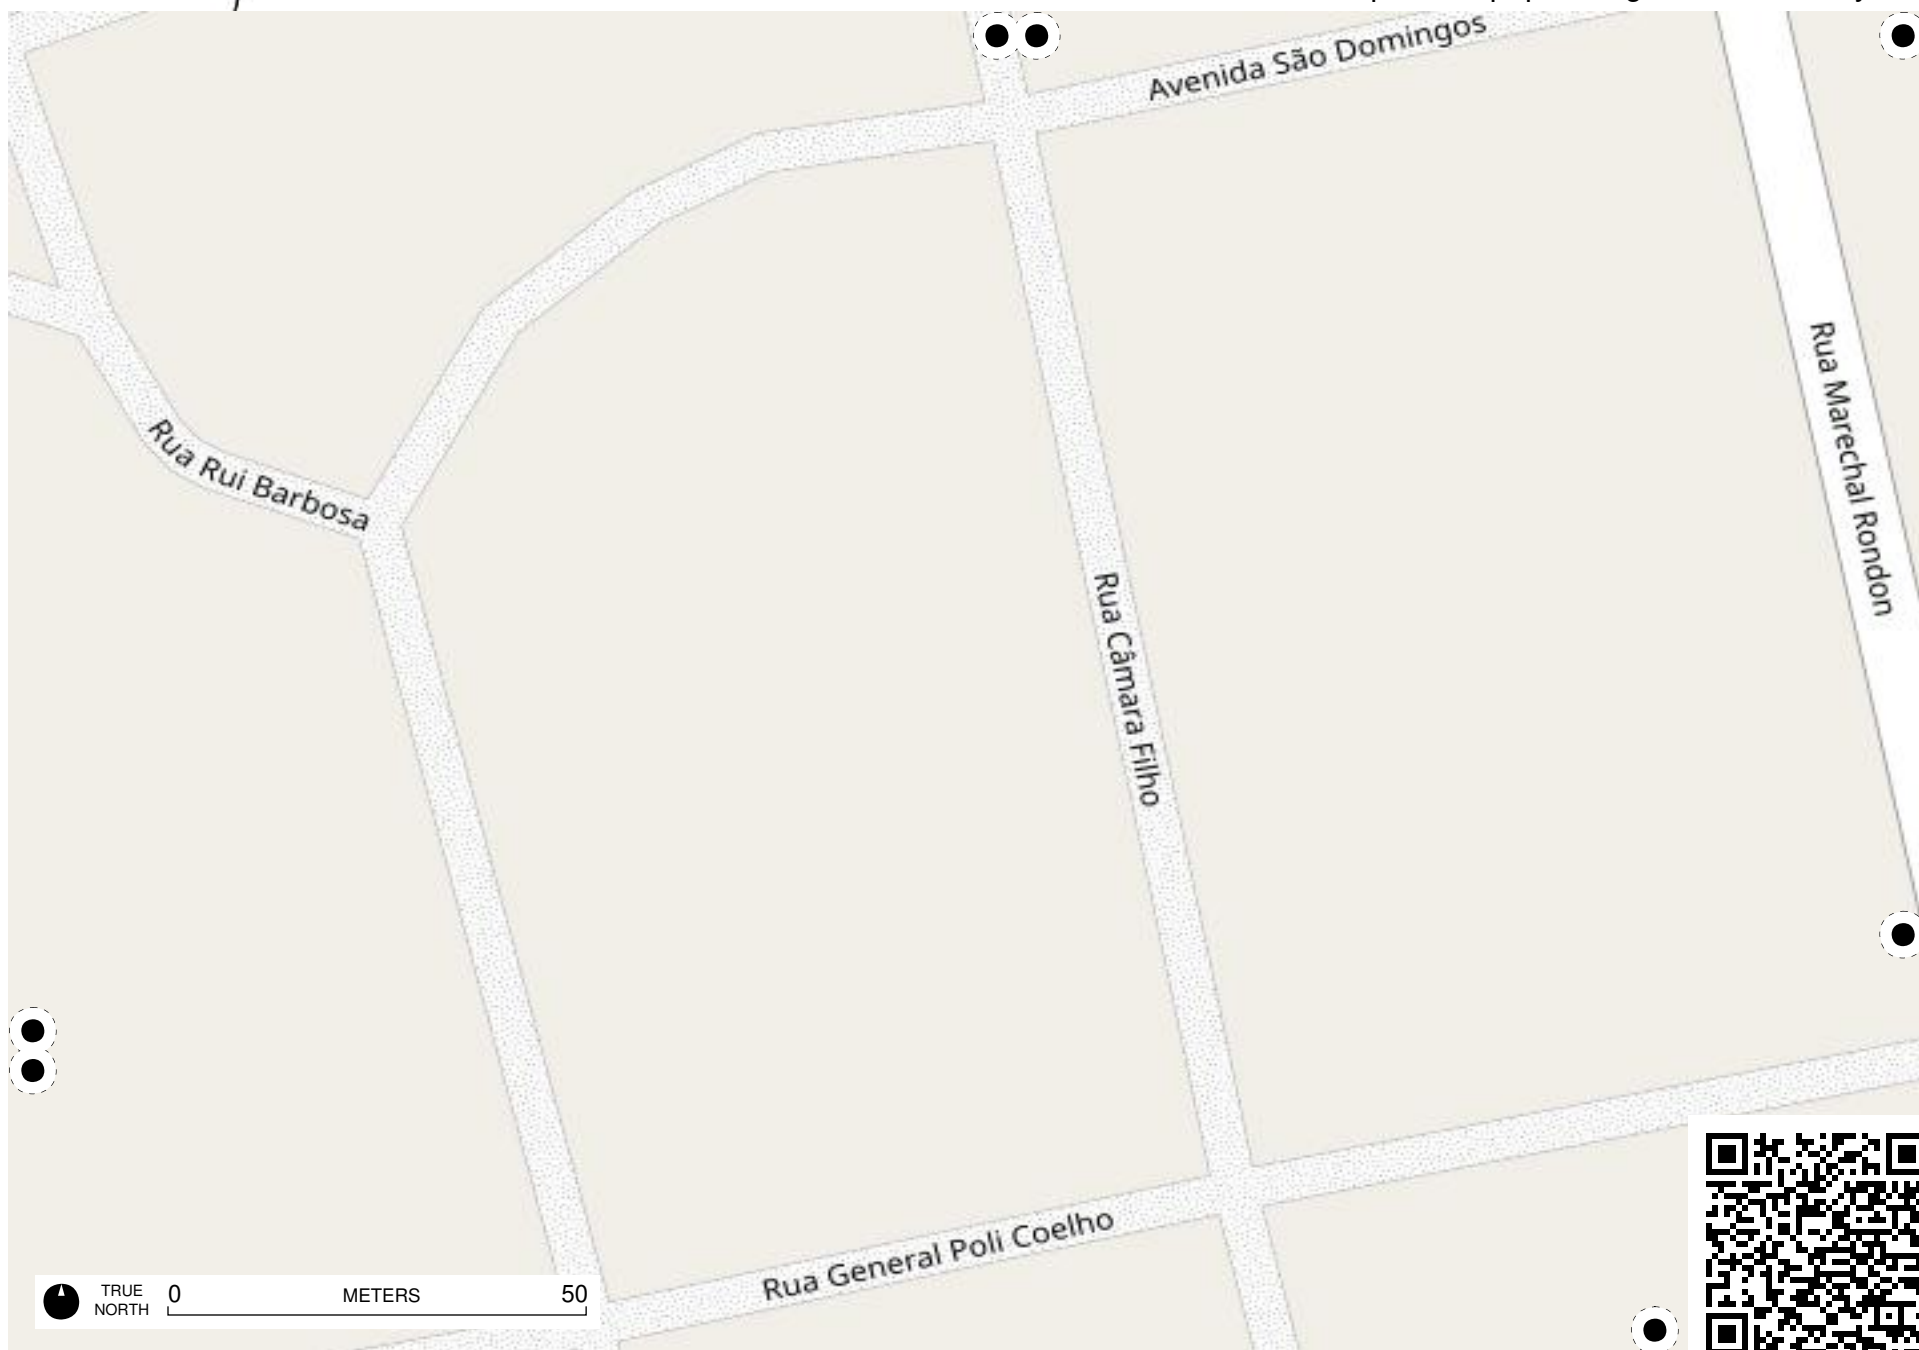 Avenida São Domingos
Rua Marechal Rondon
Rua Rui Barbosa
Rua Câmara Filho
Rua General Poli Coelho
TRUE
NORTH
0 METERS 50